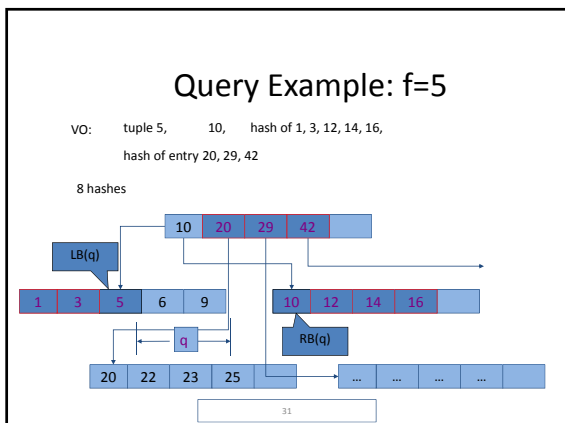 Query Example: f=5
VO: tuple 5, 10, hash of 1, 3, 12, 14, 16,
hash of entry 20, 29, 42
8 hashes
10 20 29 42
LB(q)
1 3 5 6 9 10 12 14 16
q RB(q)
20 22 23 25 ... ... ... ...
31